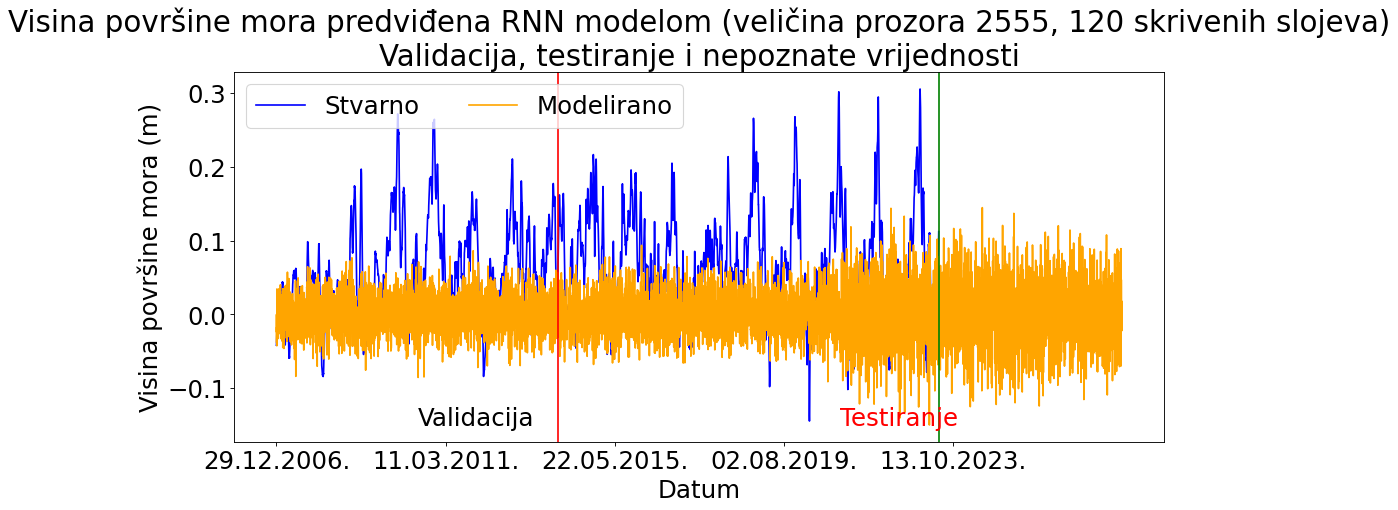 Visina površine mora predviđena RNN modelom (veličina prozora 2555, 120 skrivenih slojeva)
Validacija, testiranje i nepoznate vrijednosti
Stvarno Modelirano
Visina površine mora (m)
0.3
0.2
0.1
0.0
−0.1
Validacija Testiranje
29.12.2006. 11.03.2011. 22.05.2015. 02.08.2019. 13.10.2023.
Datum